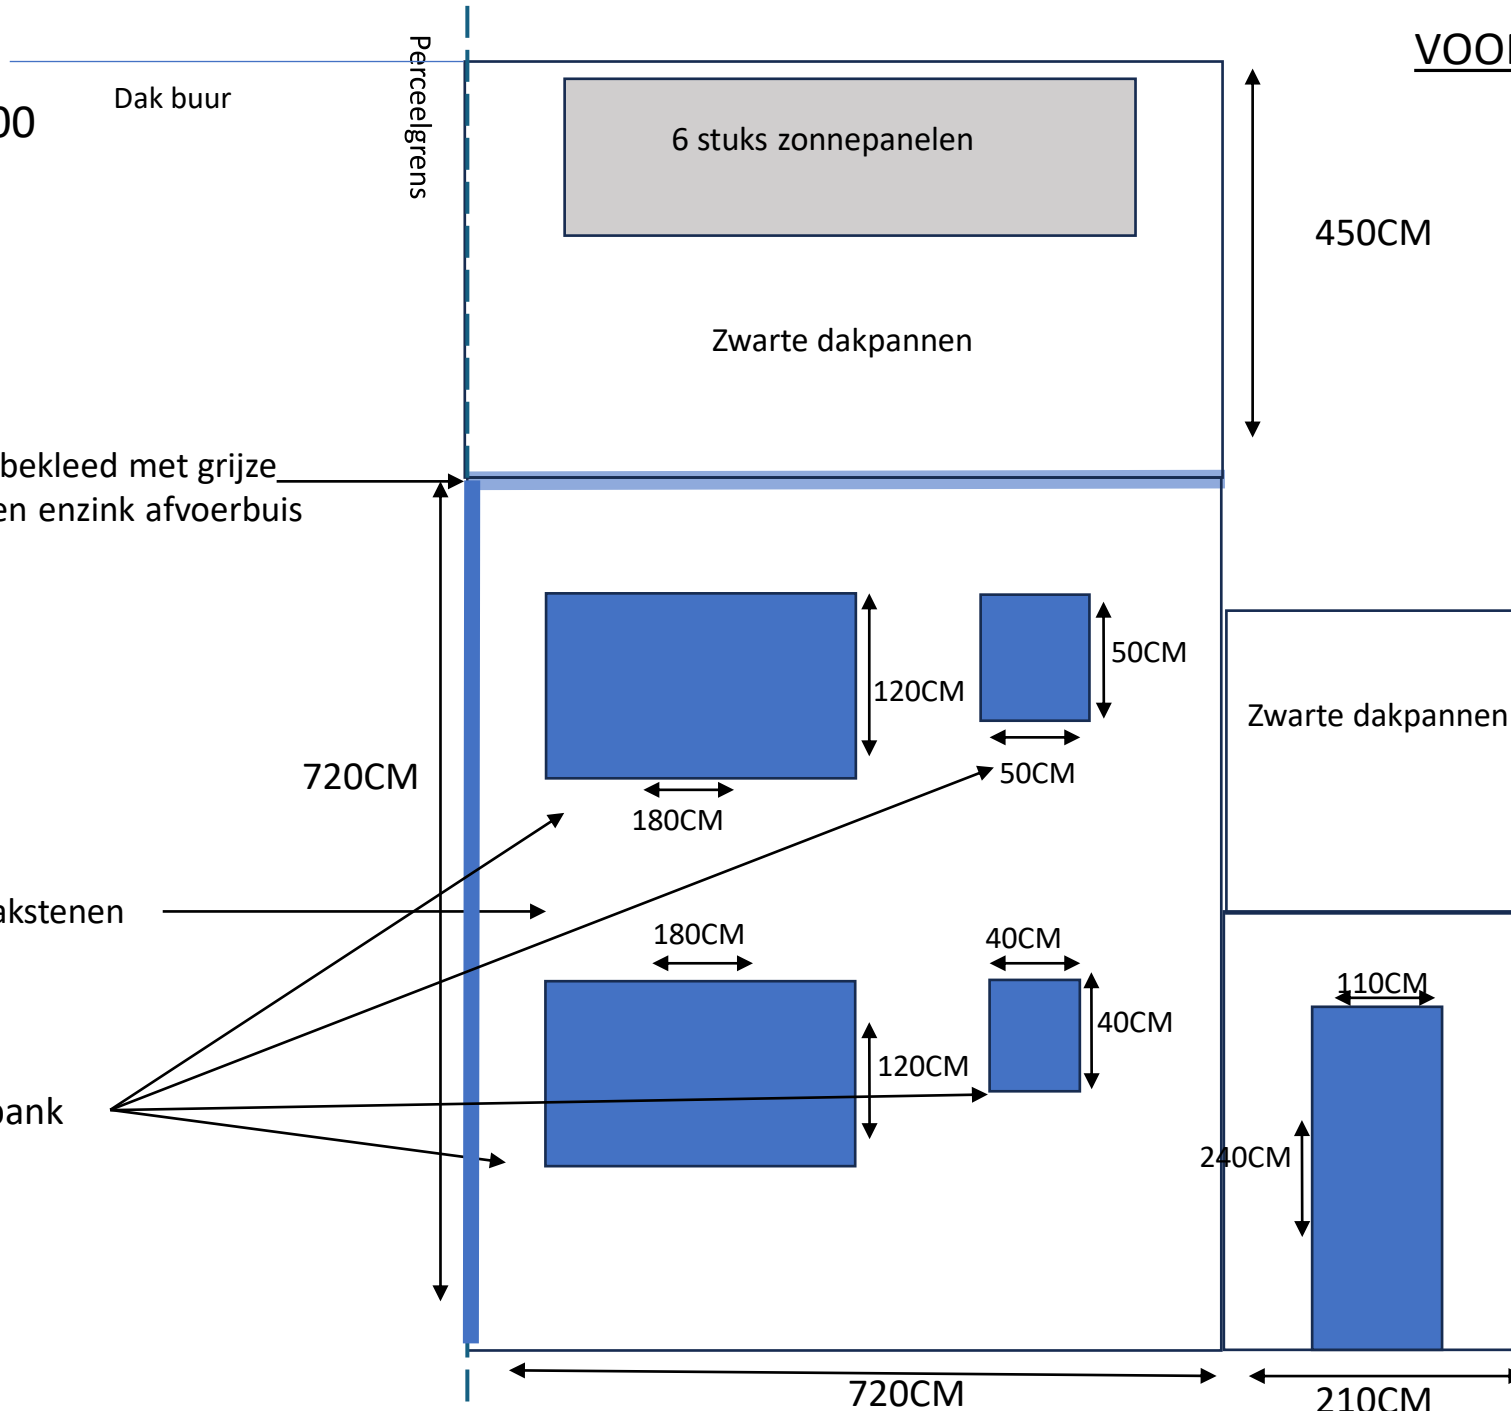 VOO
Perceelgrens
Dak buur
00
6 stuks zonnepanelen
450CM
Zwarte dakpannen
bekleed met grijze
en enzink afvoerbuis
50CM
120CM
Zwarte dakpannen
720CM
50CM
180CM
akstenen
180CM
40CM
110CM
40CM
120CM
bank
240CM
720CM
210CM